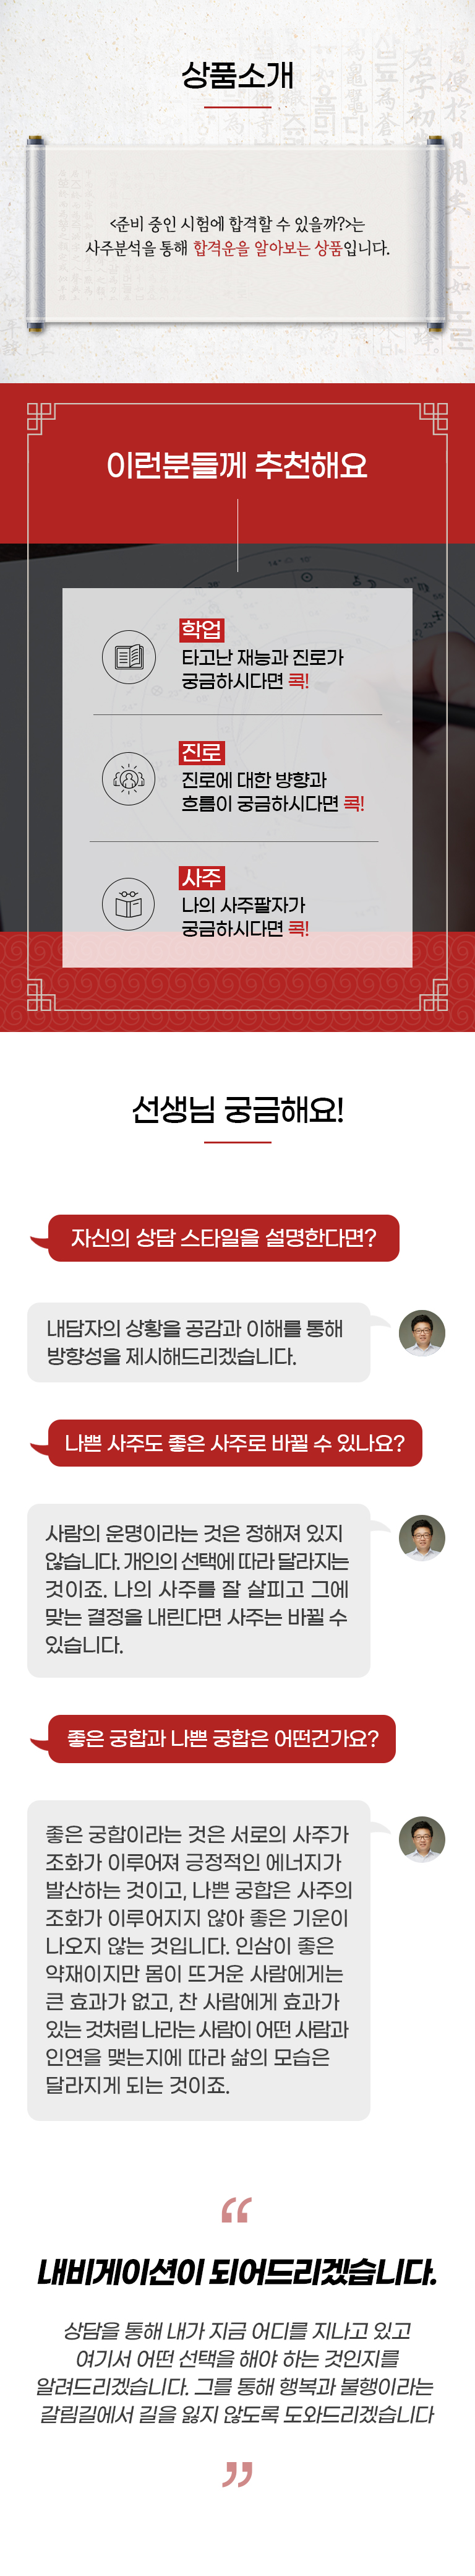 상품소개
<준비 중인 시험에 합격할 수 있을까?>는
사주분석을 통해 합격운을 알아보는 상품입니다.
이런분들께 추천해요
학업
타고난 재능과 진로가
궁금하시다면 콕!
진로
진로에 대한 방향과
흐름이 궁금하시다면 콕!
사주
나의 사주팔자가
궁금하시다면 콕!
선생님 궁금해요!
자신의 상담 스타일을 설명한다면?
내담자의 상황을 공감과 이해를 통해
방향성을 제시해드리겠습니다.
나쁜 사주도 좋은 사주로 바뀔 수 있나요?
사람의 운명이라는 것은 정해져 있지
않습니다. 개인의 선택에 따라 달라지는
것이죠. 나의 사주를 잘 살피고 그에
맞는 결정을 내린다면 사주는 바뀔 수
있습니다.
좋은 궁합과 나쁜 궁합은 어떤건가요?
좋은 궁합이라는 것은 서로의 사주가
조화가 이루어져 긍정적인 에너지가
발산하는 것이고, 나쁜 궁합은 사주의
조화가 이루어지지 않아 좋은 기운이
나오지 않는 것입니다. 인삼이 좋은
약재이지만 몸이 뜨거운 사람에게는
큰 효과가 없고, 찬 사람에게 효과가
있는 것처럼 나라는 사람이 어떤 사람과
인연을 맺는지에 따라 삶의 모습은
달라지게 되는 것이죠.
“
내비게이션이 되어드리겠습니다.
상담을 통해 내가 지금 어디를 지나고 있고
여기서 어떤 선택을 해야 하는 것인지를
알려드리겠습니다. 그를 통해 행복과 불행이라는
갈림길에서 길을 잃지 않도록 도와드리겠습니다
”